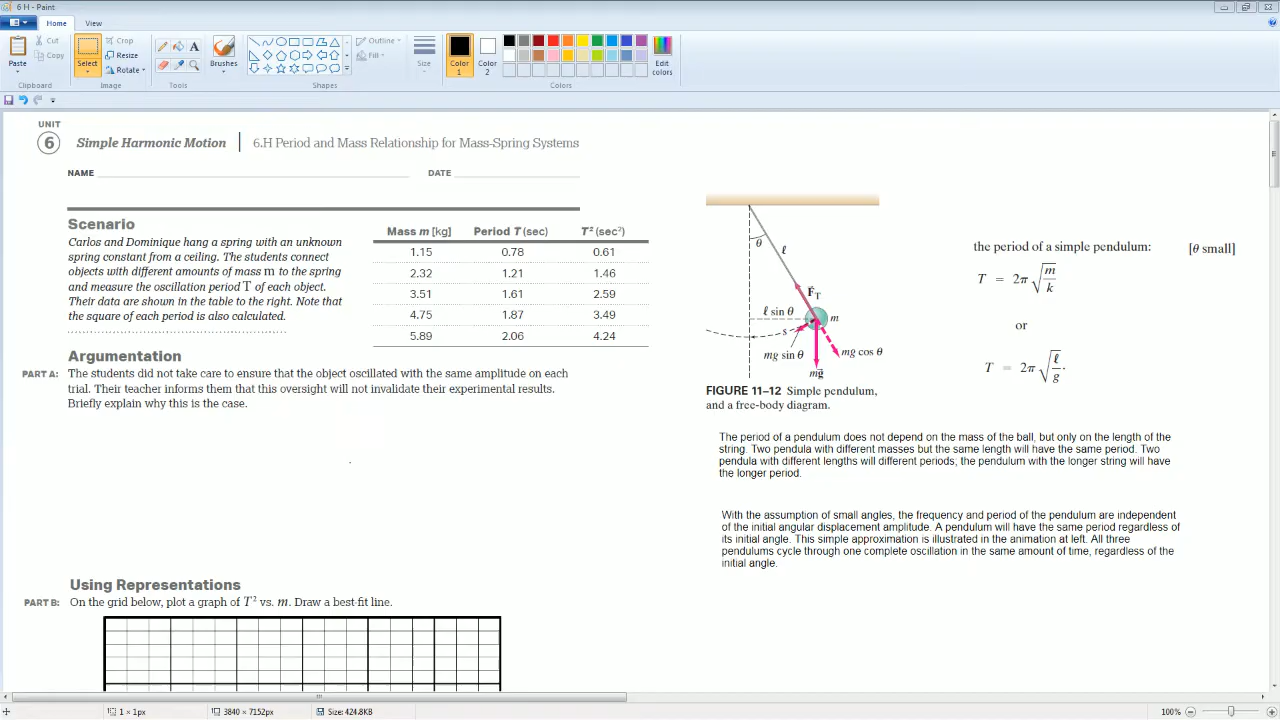 6 H - Paint
Home View
Paste
Cut
Copy
Clipboard
Select
Crop
Resize
Rotate
Image
A
Tools
Brushes
Shapes
Outline
Fill
Size
Color 1
Color 2
Edit colors
Colors
UNIT
6 Simple Harmonic Motion | 6.H Period and Mass Relationship for Mass-Spring Systems
NAME DATE
Scenario
Carlos and Dominique hang a spring with an unknown
spring constant from a ceiling. The students connect
objects with different amounts of mass m to the spring
and measure the oscillation period T of each object.
Their data are shown in the table to the right. Note that
the square of each period is also calculated.
Mass m [kg] Period T (sec) T² (sec²)
1.15 0.78 0.61
2.32 1.21 1.46
3.51 1.61 2.59
4.75 1.87 3.49
5.89 2.06 4.24
Argumentation
PART A: The students did not take care to ensure that the object oscillated with the same amplitude on each
trial. Their teacher informs them that this oversight will not invalidate their experimental results.
Briefly explain why this is the case.
Using Representations
PART B: On the grid below, plot a graph of T² vs. m. Draw a best-fit line.
θ
ℓ
F⃗T
ℓ sin θ
m
s
mg sin θ
mg cos θ
mg⃗
FIGURE 11–12 Simple pendulum,
and a free-body diagram.
the period of a simple pendulum: [θ small]
T = 2π √(m/k)
or
T = 2π √(ℓ/g).
The period of a pendulum does not depend on the mass of the ball, but only on the length of the
string. Two pendula with different masses but the same length will have the same period. Two
pendula with different lengths will different periods; the pendulum with the longer string will have
the longer period.
With the assumption of small angles, the frequency and period of the pendulum are independent
of the initial angular displacement amplitude. A pendulum will have the same period regardless of
its initial angle. This simple approximation is illustrated in the animation at left. All three
pendulums cycle through one complete oscillation in the same amount of time, regardless of the
initial angle.
1 × 1px 3840 × 7152px Size: 424.8KB 100%